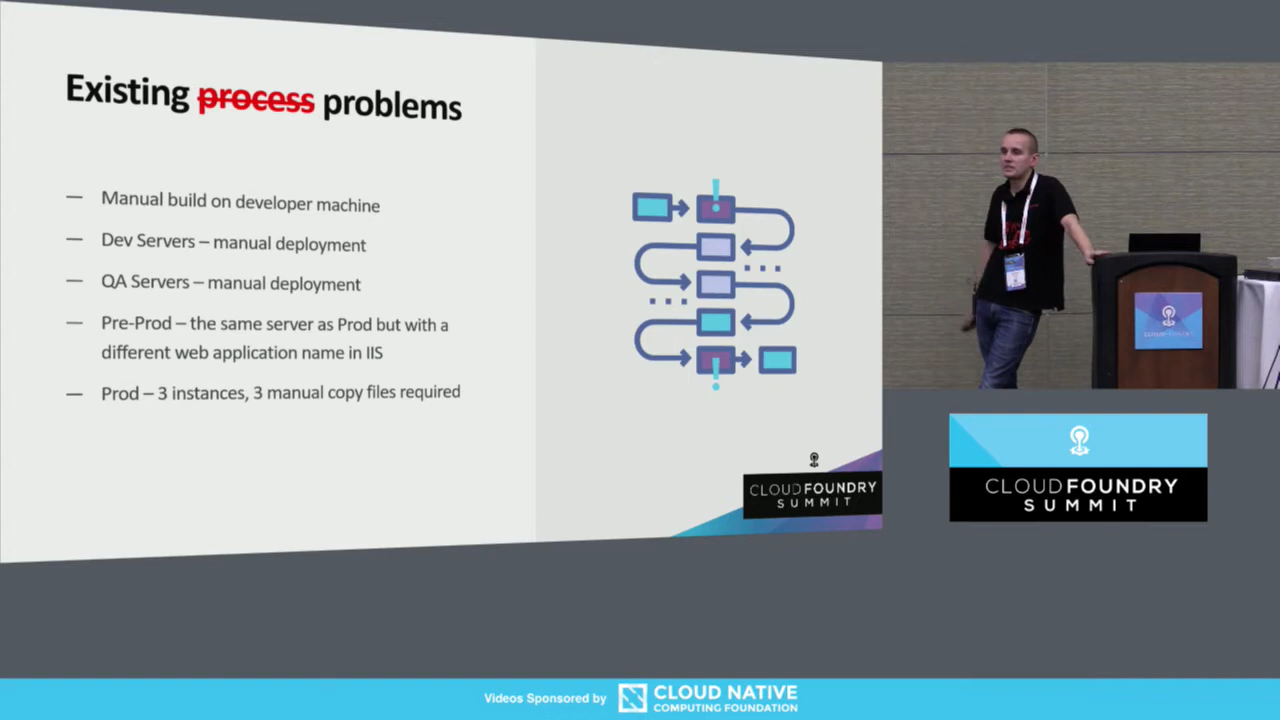 Existing process problems
— Manual build on developer machine
— Dev Servers – manual deployment
— QA Servers – manual deployment
— Pre-Prod – the same server as Prod but with a
different web application name in IIS
— Prod – 3 instances, 3 manual copy files required
CLOUDFOUNDRY
SUMMIT
CLOUDFOUNDRY
SUMMIT
Videos Sponsored by CLOUD NATIVE
COMPUTING FOUNDATION